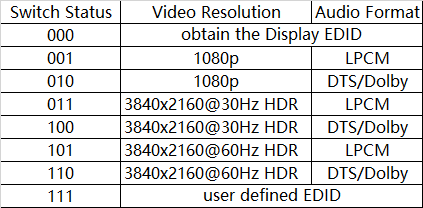 Switch Status Video Resolution Audio Format
000 obtain the Display EDID
001 1080p LPCM
010 1080p DTS/Dolby
011 3840x2160@30Hz HDR LPCM
100 3840x2160@30Hz HDR DTS/Dolby
101 3840x2160@60Hz HDR LPCM
110 3840x2160@60Hz HDR DTS/Dolby
111 user defined EDID